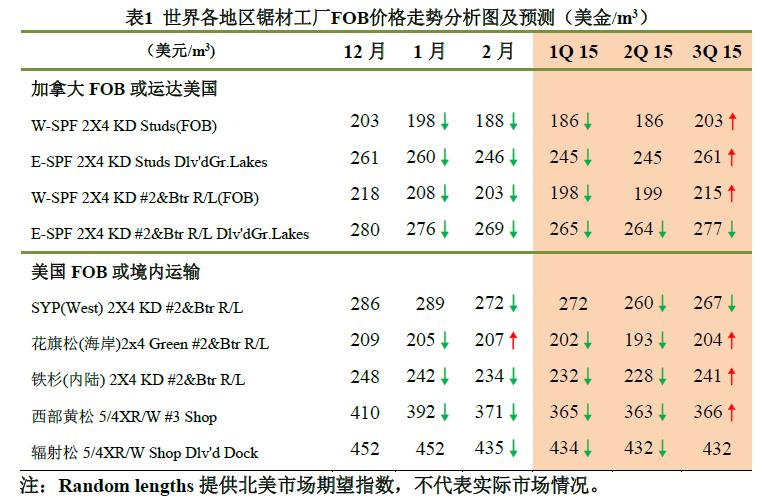 表1 世界各地区锯材工厂FOB价格走势分析图及预测（美金/m³）
（美元/m³) 12 月 1 月 2 月 1Q 15 2Q 15 3Q 15
加拿大 FOB 或运达美国
W-SPF 2X4 KD Studs(FOB) 203 198↓ 188↓ 186↓ 186 203↑
E-SPF 2X4 KD Studs Dlv'dGr.Lakes 261 260↓ 246↓ 245↓ 245 261↑
W-SPF 2X4 KD #2&Btr R/L(FOB) 218 208↓ 203↓ 198↓ 199 215↑
E-SPF 2X4 KD #2&Btr R/L Dlv'dGr.Lakes 280 276↓ 269↓ 265↓ 264↓ 277↓
美国 FOB 或境内运输
SYP(West) 2X4 KD #2&Btr R/L 286 289 272↓ 272 260↓ 267↓
花旗松(海岸)2x4 Green #2&Btr R/L 209 205↓ 207↑ 202↓ 193↓ 204↑
铁杉(内陆) 2X4 KD #2&Btr R/L 248 242↓ 234↓ 232↓ 228↓ 241↑
西部黄松 5/4XR/W #3 Shop 410 392↓ 371↓ 365↓ 363↓ 366↑
辐射松 5/4XR/W Shop Dlv'd Dock 452 452 435↓ 434↓ 432↓ 432
注：Random lengths 提供北美市场期望指数，不代表实际市场情况。